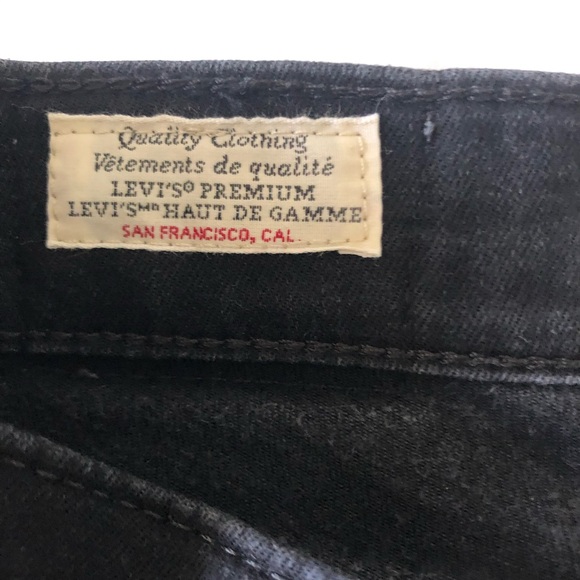 Quality Clothing
Vêtements de qualité
LEVI'S® PREMIUM
LEVI'Sᴹᴰ HAUT DE GAMME
SAN FRANCISCO, CAL.